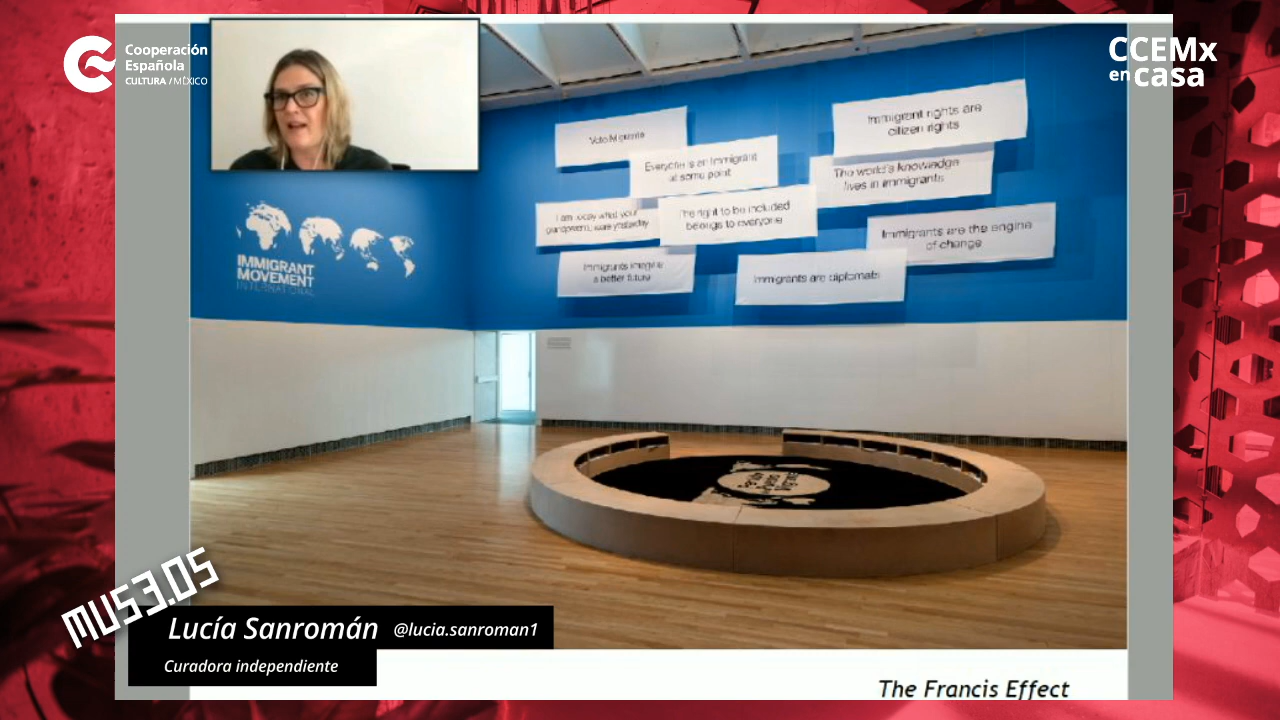 Cooperación
Española
CULTURA / MÉXICO
CCEMx
en casa
Voto Migrante
Immigrant rights are
citizen rights
Everyone is an immigrant
at some point
The world's knowledge
lives in immigrants
I am today what your
grandparents were yesterday
The right to be included
belongs to everyone
Immigrants are the engine
of change
Immigrants imagine
a better future
Immigrants are diplomats
IMMIGRANT
MOVEMENT
INTERNATIONAL
MUS3.OS
Lucía Sanromán @lucia.sanroman1
Curadora independiente
The Francis Effect